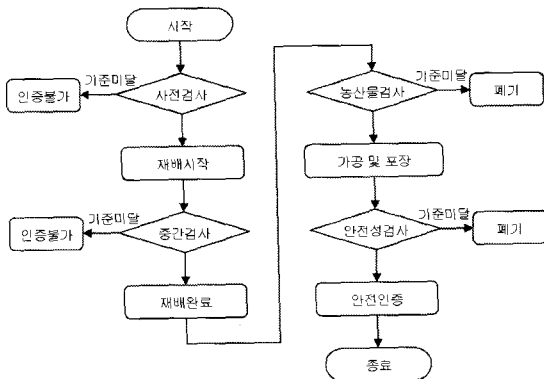 시작
기준미달
인증불가
사전검사
재배시작
기준미달
인증불가
중간검사
재배완료
기준미달
농산물검사
폐기
가공 및 포장
기준미달
안전성검사
폐기
안전인증
종료